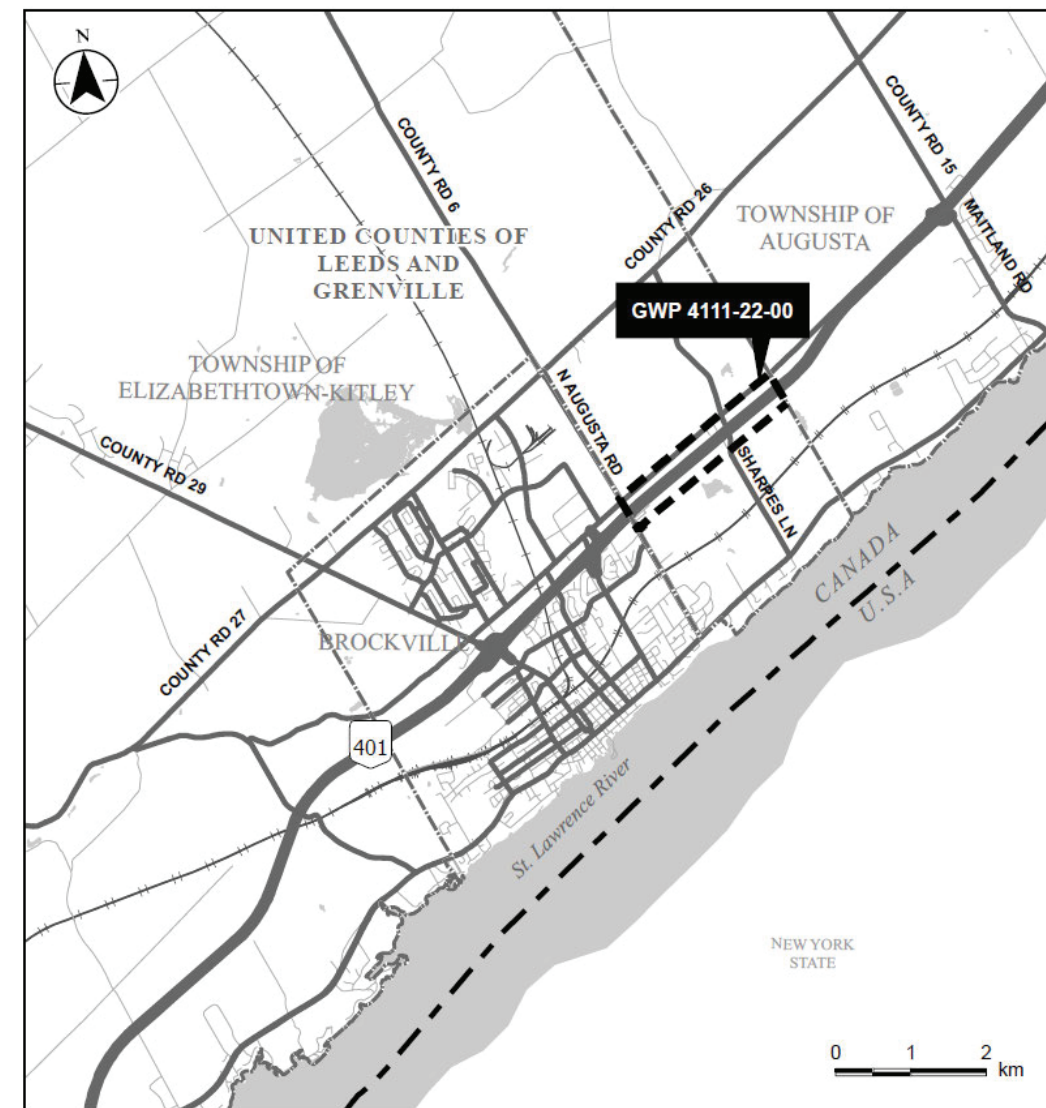 N
COUNTY RD 6
COUNTY RD 15
COUNTY RD 26
MAITLAND RD
TOWNSHIP OF
AUGUSTA
UNITED COUNTIES OF
LEEDS AND
GRENVILLE
GWP 4111-22-00
TOWNSHIP OF
ELIZABETHTOWN-KITLEY
N AUGUSTA RD
COUNTY RD 29
SHARPES LN
CANADA
U.S.A
COUNTY RD 27
BROCKVILLE
401
St. Lawrence River
NEW YORK
STATE
0 1 2
km